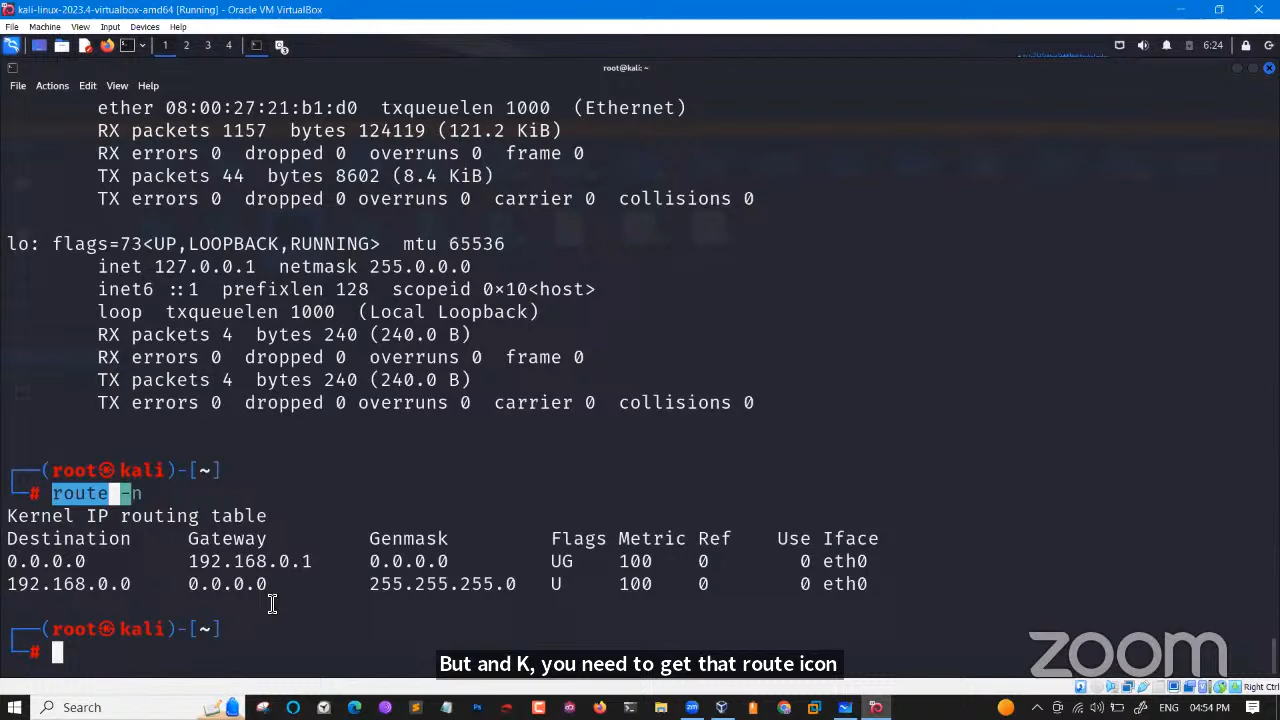 kali-linux-2023.4-virtualbox-amd64 [Running] - Oracle VM VirtualBox
File Machine View Input Devices Help
1 2 3 4 6:24
root@kali: ~
File Actions Edit View Help
ether 08:00:27:21:b1:d0 txqueuelen 1000 (Ethernet)
RX packets 1157 bytes 124119 (121.2 KiB)
RX errors 0 dropped 0 overruns 0 frame 0
TX packets 44 bytes 8602 (8.4 KiB)
TX errors 0 dropped 0 overruns 0 carrier 0 collisions 0
lo: flags=73<UP,LOOPBACK,RUNNING> mtu 65536
inet 127.0.0.1 netmask 255.0.0.0
inet6 ::1 prefixlen 128 scopeid 0×10<host>
loop txqueuelen 1000 (Local Loopback)
RX packets 4 bytes 240 (240.0 B)
RX errors 0 dropped 0 overruns 0 frame 0
TX packets 4 bytes 240 (240.0 B)
TX errors 0 dropped 0 overruns 0 carrier 0 collisions 0
(root㉿kali)-[~]
# route -n
Kernel IP routing table
Destination Gateway Genmask Flags Metric Ref Use Iface
0.0.0.0 192.168.0.1 0.0.0.0 UG 100 0 0 eth0
192.168.0.0 0.0.0.0 255.255.255.0 U 100 0 0 eth0
(root㉿kali)-[~]
#
But and K, you need to get that route icon
zoom
Right Ctrl
Search
ENG 04:54 PM